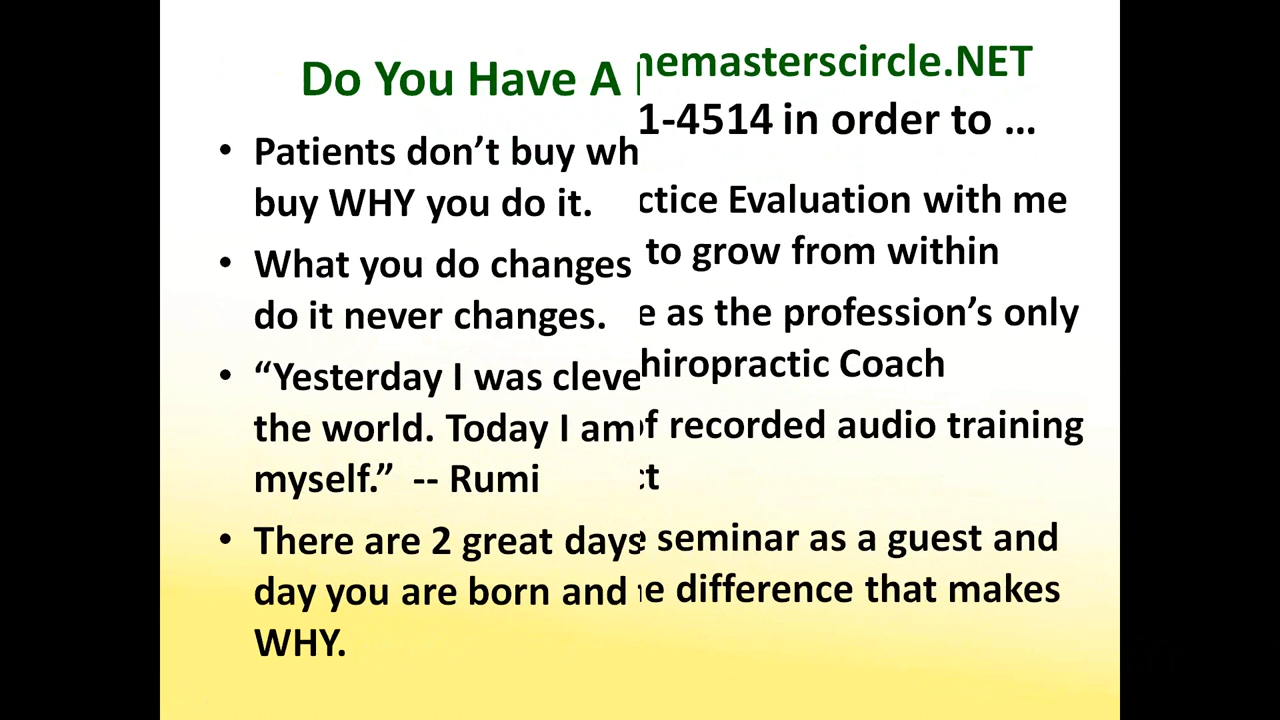 Do You Have A
• Patients don’t buy wh
buy WHY you do it.
• What you do changes
do it never changes.
• “Yesterday I was cleve
the world. Today I am
myself.” -- Rumi
• There are 2 great days
day you are born and
WHY.
hemasterscircle.NET
1-4514 in order to ...
ctice Evaluation with me
to grow from within
e as the profession’s only
hiropractic Coach
of recorded audio training
ct
e seminar as a guest and
he difference that makes